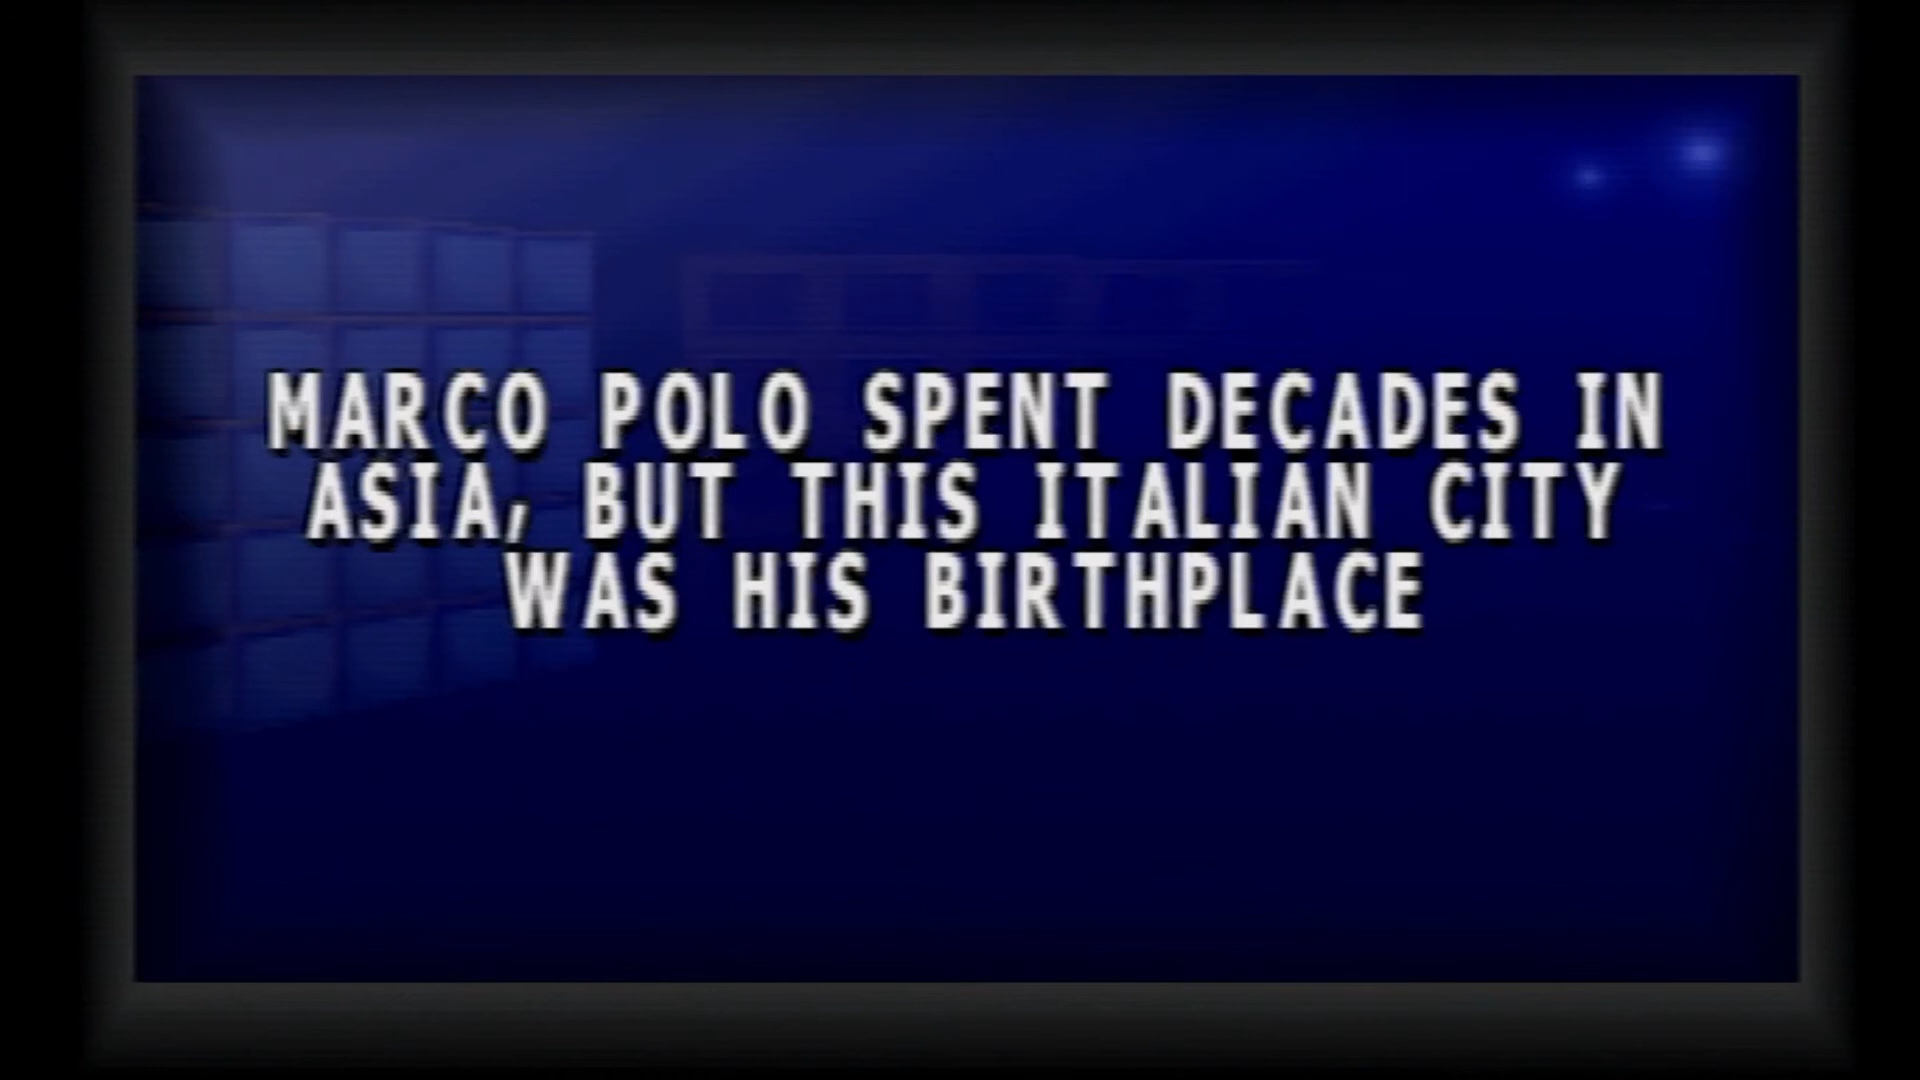 MARCO POLO SPENT DECADES IN
ASIA, BUT THIS ITALIAN CITY
WAS HIS BIRTHPLACE